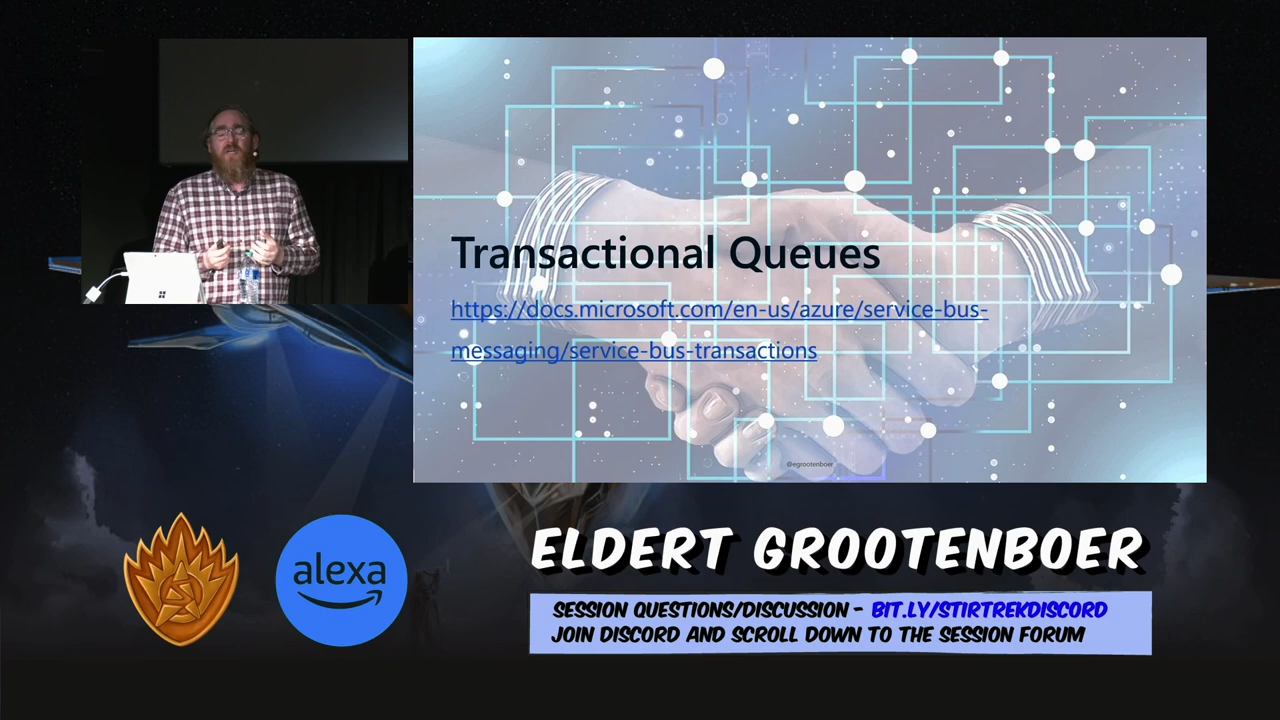 Transactional Queues
https://docs.microsoft.com/en-us/azure/service-bus-
messaging/service-bus-transactions
@egrootenboer
alexa
ELDERT GROOTENBOER
SESSION QUESTIONS/DISCUSSION - BIT.LY/STIRTREKDISCORD
JOIN DISCORD AND SCROLL DOWN TO THE SESSION FORUM